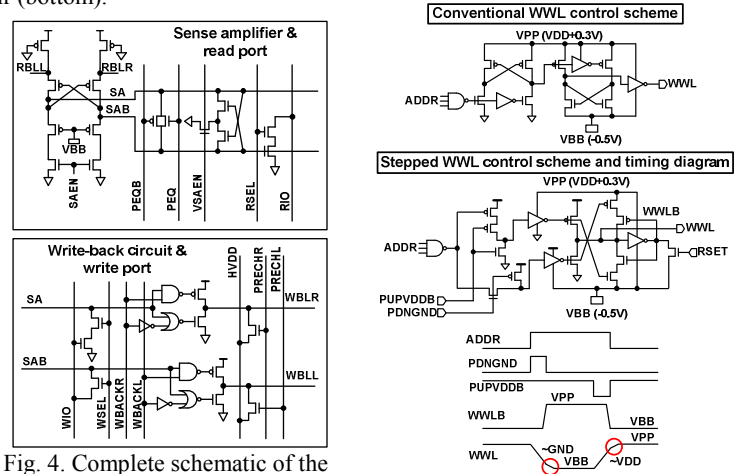 (bottom).
Sense amplifier &
read port
RBLL
RBLR
SA
SAB
VBB
SAEN
PEQB
PEQ
VSAEN
RSEL
RIO
Write-back circuit &
write port
HVDD
PRECHR
PRECHL
SA
WBLR
SAB
WBLL
WIO
WSEL
WBACKR
WBACKL
Fig. 4. Complete schematic of the
Conventional WWL control scheme
VPP (VDD+0.3V)
ADDR
WWL
VBB (-0.5V)
Stepped WWL control scheme and timing diagram
VPP (VDD+0.3V)
WWLB
WWL
ADDR
RSET
PUPVDDB
PDNGND
VBB (-0.5V)
ADDR
PDNGND
PUPVDDB
VPP
WWLB
VBB
VPP
~GND
WWL
VBB
~VDD